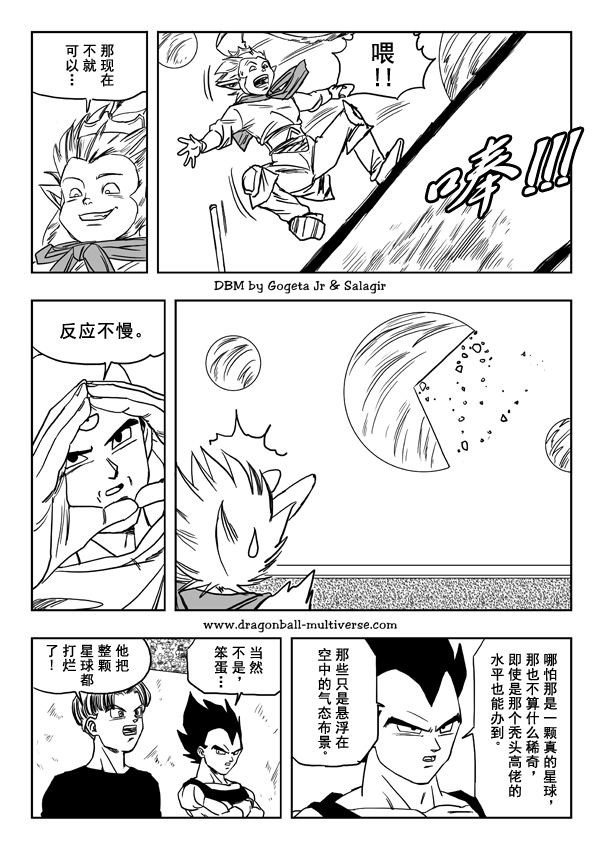 那现在
不就
可以…
喂!!
唪!!!
DBM by Gogeta Jr & Salagir
反应不慢。
www.dragonball-multiverse.com
他把
整颗
星球都
打烂
了!
当然
不是，
笨蛋…
那些只是悬浮在
空中的气态布景。
哪怕那是一颗真的星球，
那也不算什么稀奇，
即使是那个秃头高佬的
水平也能办到。